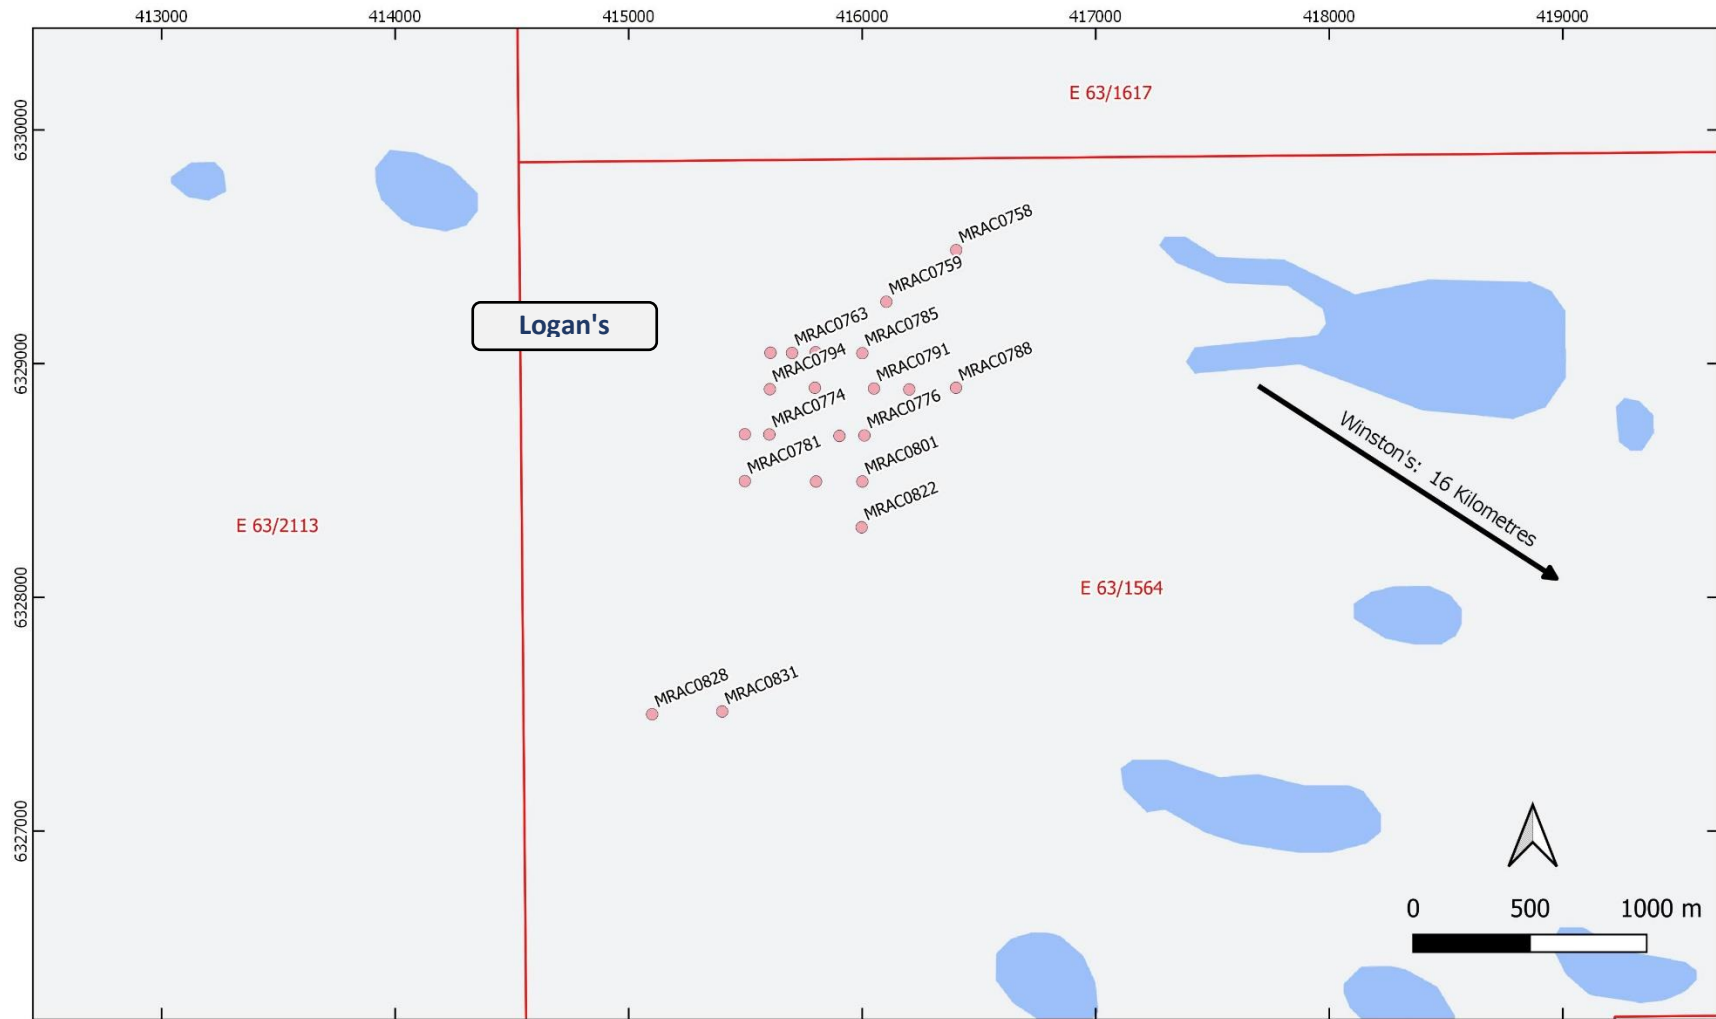 413000
414000
415000
416000
417000
418000
419000
6330000
6329000
6328000
6327000
E 63/1617
MRAC0758
MRAC0759
MRAC0763
MRAC0785
Logan's
MRAC0794
MRAC0791
MRAC0788
MRAC0774
MRAC0776
MRAC0781
MRAC0801
MRAC0822
Winston's: 16 Kilometres
E 63/2113
E 63/1564
MRAC0828
MRAC0831
0 500 1000 m